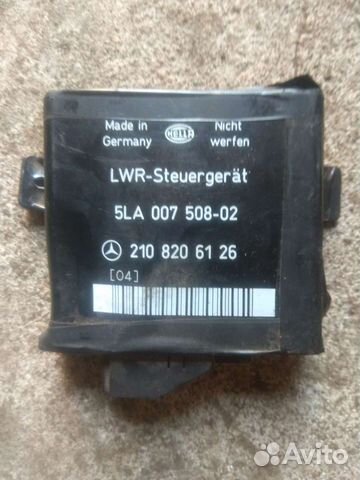 Made in
Germany
HELLA
Nicht
werfen
LWR-Steuergerät
5LA 007 508-02
210 820 61 26
[04]
Avito